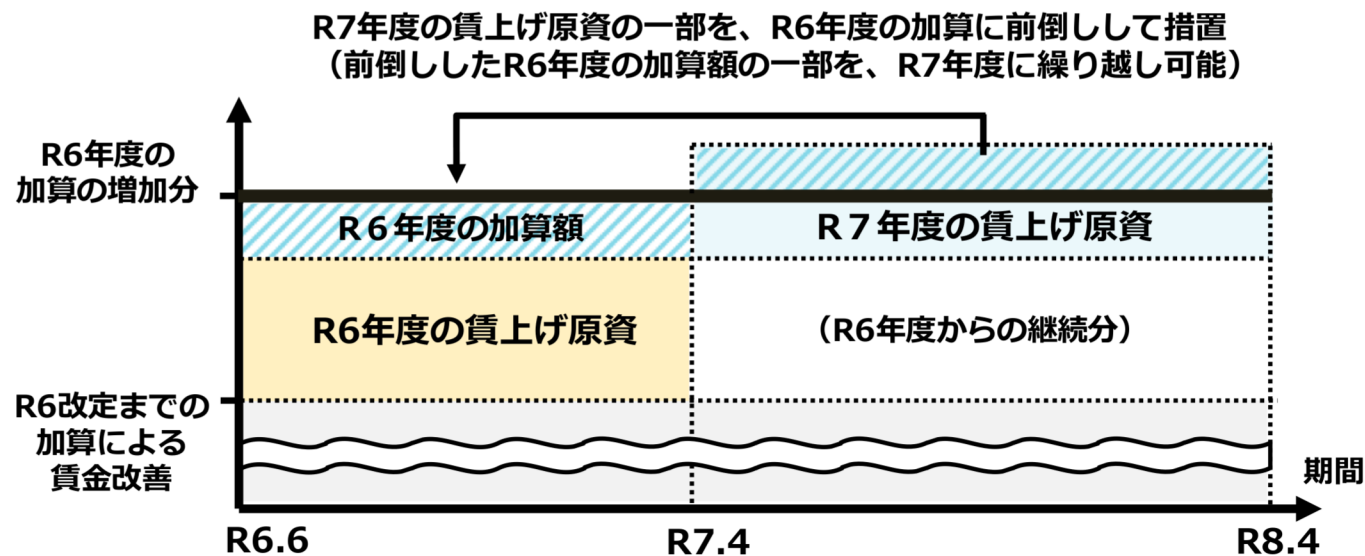 R7年度の賃上げ原資の一部を、R6年度の加算に前倒しして措置
（前倒ししたR6年度の加算額の一部を、R7年度に繰り越し可能）
R6年度の
加算の増加分
R６年度の加算額
R７年度の賃上げ原資
R6年度の賃上げ原資
（R6年度からの継続分）
R6改定までの
加算による
賃金改善
期間
R6.6
R7.4
R8.4